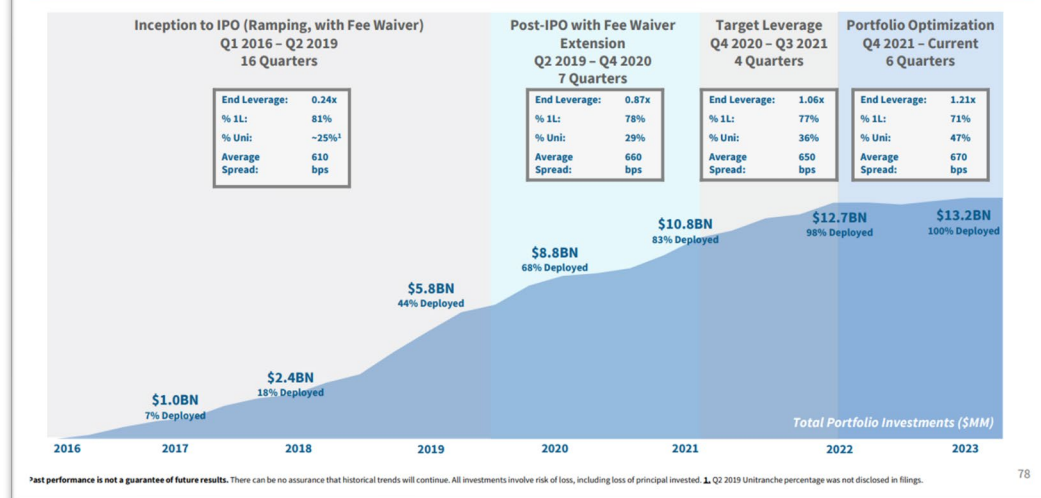 Inception to IPO (Ramping, with Fee Waiver)
Q1 2016 – Q2 2019
16 Quarters
End Leverage: 0.24x
% 1L: 81%
% Uni: ~25%¹
Average 610
Spread: bps
Post-IPO with Fee Waiver
Extension
Q2 2019 – Q4 2020
7 Quarters
End Leverage: 0.87x
% 1L: 78%
% Uni: 29%
Average 660
Spread: bps
Target Leverage
Q4 2020 – Q3 2021
4 Quarters
End Leverage: 1.06x
% 1L: 77%
% Uni: 36%
Average 650
Spread: bps
Portfolio Optimization
Q4 2021 – Current
6 Quarters
End Leverage: 1.21x
% 1L: 71%
% Uni: 47%
Average 670
Spread: bps
$1.0BN
7% Deployed
$2.4BN
18% Deployed
$5.8BN
44% Deployed
$8.8BN
68% Deployed
$10.8BN
83% Deployed
$12.7BN
98% Deployed
$13.2BN
100% Deployed
Total Portfolio Investments ($MM)
2016 2017 2018 2019 2020 2021 2022 2023
Past performance is not a guarantee of future results. There can be no assurance that historical trends will continue. All investments involve risk of loss, including loss of principal invested. 1. Q2 2019 Unitranche percentage was not disclosed in filings.
78